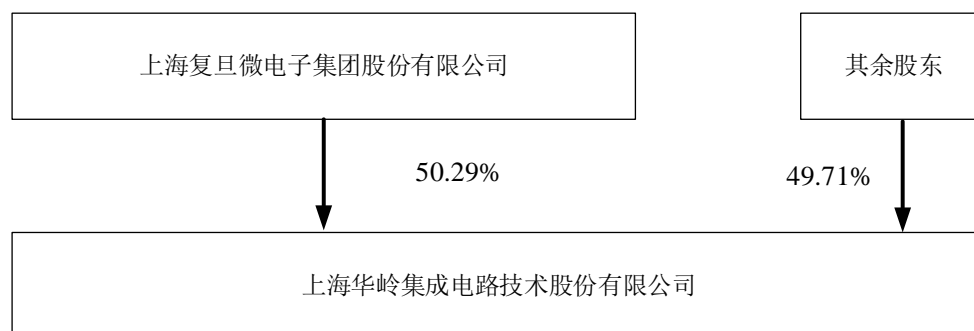 上海复旦微电子集团股份有限公司
其余股东
50.29%
49.71%
上海华岭集成电路技术股份有限公司